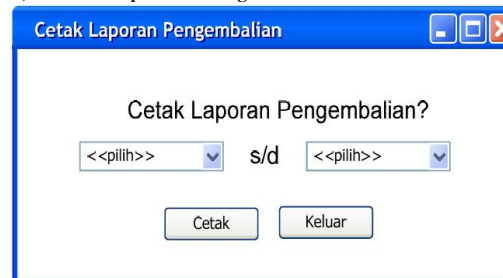 Cetak Laporan Pengembalian
Cetak Laporan Pengembalian?
<<pilih>> s/d <<pilih>>
Cetak Keluar